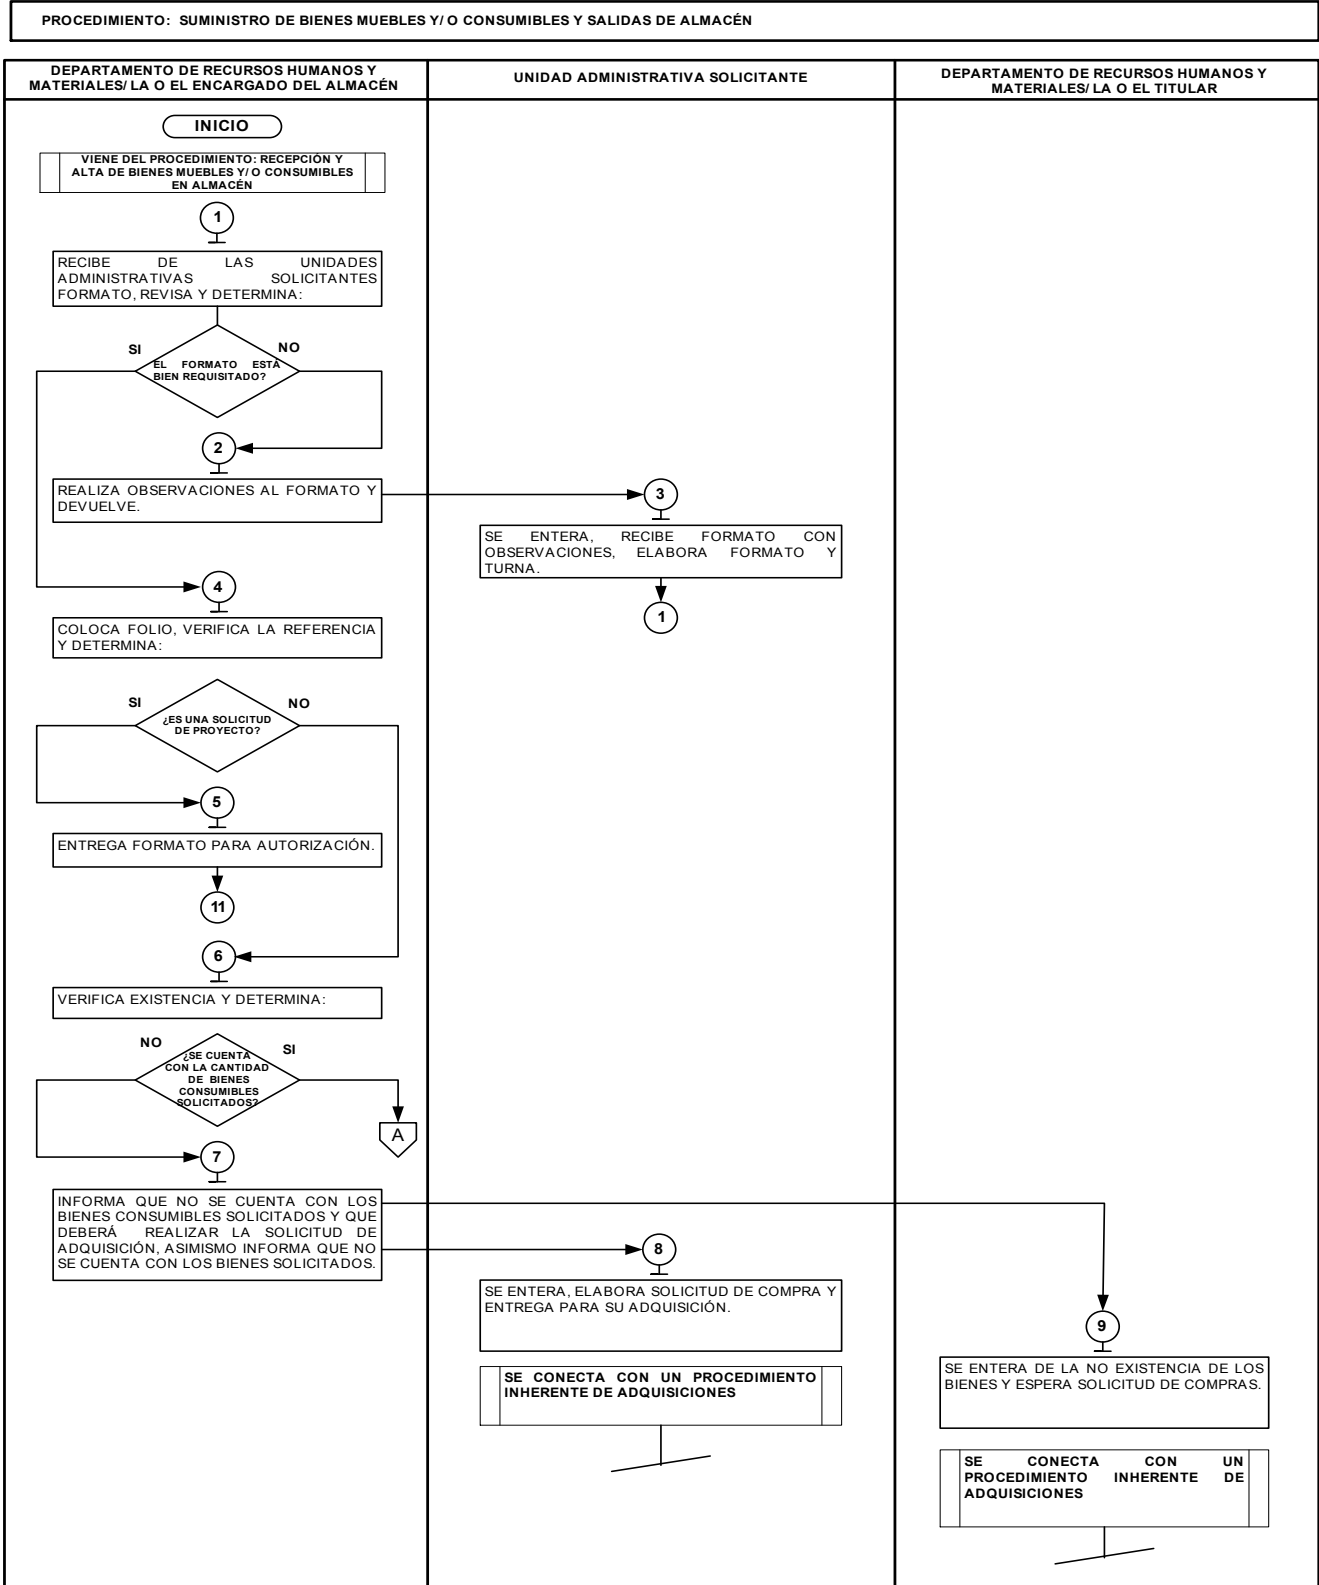 PROCEDIMIENTO: SUMINISTRO DE BIENES MUEBLES Y/ O CONSUMIBLES Y SALIDAS DE ALMACÉN
DEPARTAMENTO DE RECURSOS HUMANOS Y
MATERIALES/ LA O EL ENCARGADO DEL ALMACÉN
UNIDAD ADMINISTRATIVA SOLICITANTE
DEPARTAMENTO DE RECURSOS HUMANOS Y
MATERIALES/ LA O EL TITULAR
INICIO
VIENE DEL PROCEDIMIENTO: RECEPCIÓN Y
ALTA DE BIENES MUEBLES Y/ O CONSUMIBLES
EN ALMACÉN
1
RECIBE DE LAS UNIDADES
ADMINISTRATIVAS SOLICITANTES
FORMATO, REVISA Y DETERMINA:
SI
NO
EL FORMATO ESTÁ
BIEN REQUISITADO?
2
REALIZA OBSERVACIONES AL FORMATO Y
DEVUELVE.
3
SE ENTERA, RECIBE FORMATO CON
OBSERVACIONES, ELABORA FORMATO Y
TURNA.
1
4
COLOCA FOLIO, VERIFICA LA REFERENCIA
Y DETERMINA:
SI
NO
¿ES UNA SOLICITUD
DE PROYECTO?
5
ENTREGA FORMATO PARA AUTORIZACIÓN.
11
6
VERIFICA EXISTENCIA Y DETERMINA:
NO
SI
¿SE CUENTA
CON LA CANTIDAD
DE BIENES
CONSUMIBLES
SOLICITADOS?
A
7
INFORMA QUE NO SE CUENTA CON LOS
BIENES CONSUMIBLES SOLICITADOS Y QUE
DEBERÁ REALIZAR LA SOLICITUD DE
ADQUISICIÓN, ASIMISMO INFORMA QUE NO
SE CUENTA CON LOS BIENES SOLICITADOS.
8
SE ENTERA, ELABORA SOLICITUD DE COMPRA Y
ENTREGA PARA SU ADQUISICIÓN.
SE CONECTA CON UN PROCEDIMIENTO
INHERENTE DE ADQUISICIONES
9
SE ENTERA DE LA NO EXISTENCIA DE LOS
BIENES Y ESPERA SOLICITUD DE COMPRAS.
SE CONECTA CON UN
PROCEDIMIENTO INHERENTE DE
ADQUISICIONES